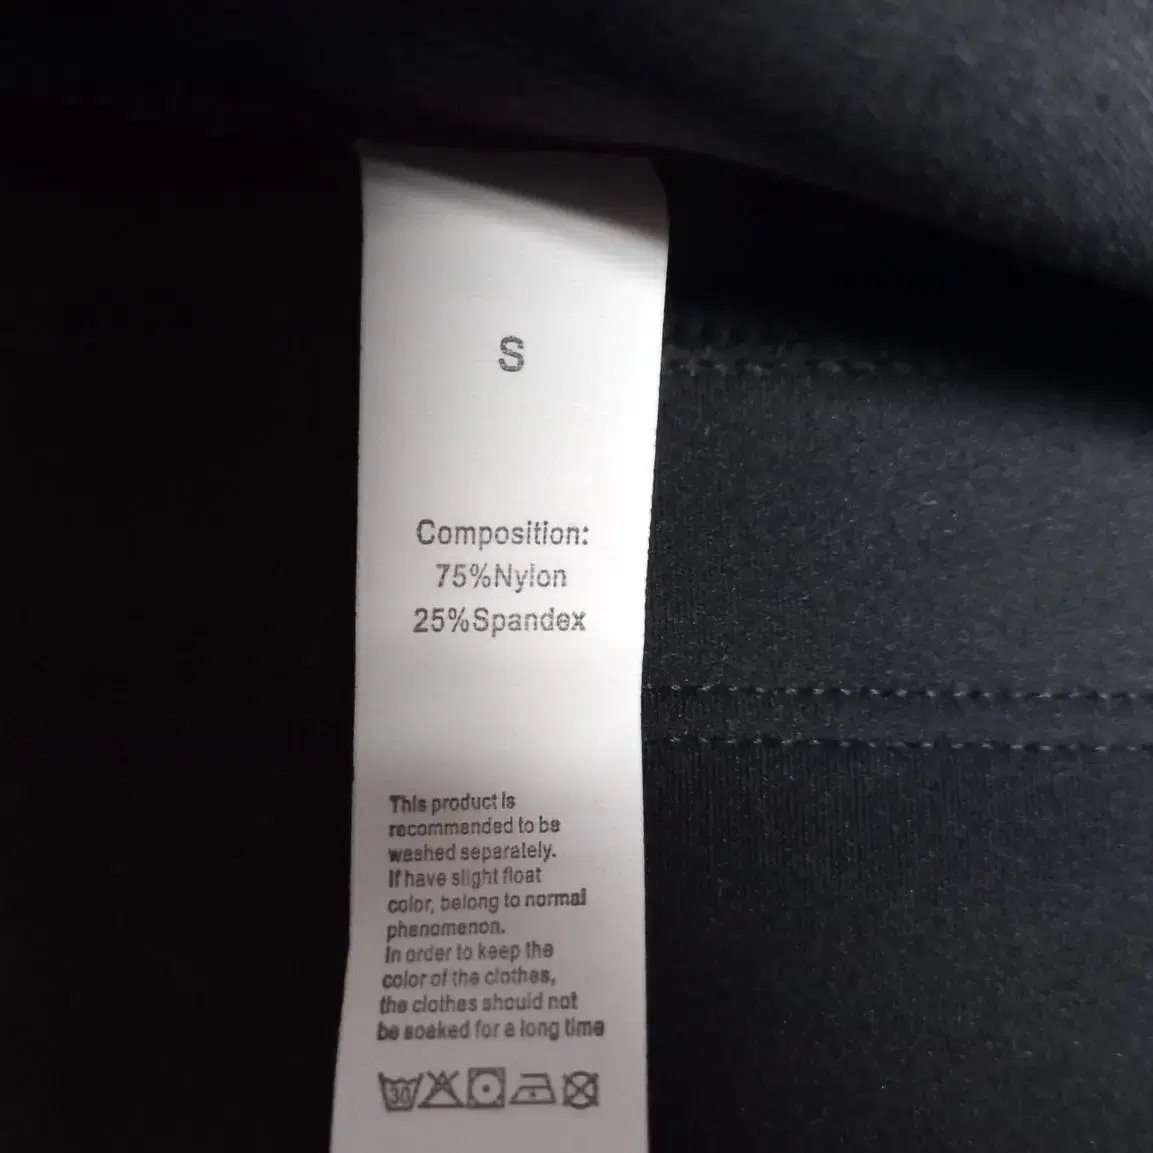 S
Composition:
75%Nylon
25%Spandex
This product is
recommended to be
washed separately.
If have slight float
color, belong to normal
phenomenon.
In order to keep the
color of the clothes,
the clothes should not
be soaked for a long time
30